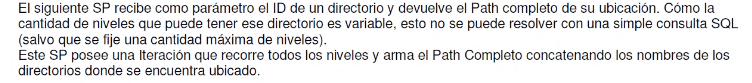 El siguiente SP recibe como parámetro el ID de un directorio y devuelve el Path completo de su ubicación. Cómo la
cantidad de niveles que puede tener ese directorio es variable, esto no se puede resolver con una simple consulta SQL
(salvo que se fije una cantidad máxima de niveles).
Este SP posee una Iteración que recorre todos los niveles y arma el Path Completo concatenando los nombres de los
directorios donde se encuentra ubicado.